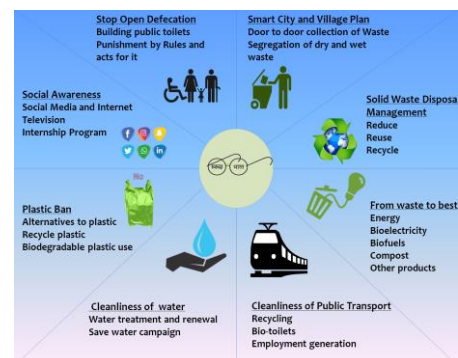 Stop Open Defecation
Building public toilets
Punishment by Rules and
acts for it
Smart City and Village Plan
Door to door collection of Waste
Segregation of dry and wet
waste
Social Awareness
Social Media and Internet
Television
Internship Program
Solid Waste Disposa
Management
Reduce
Reuse
Recycle
No
Plastic Ban
Alternatives to plastic
Recycle plastic
Biodegradable plastic use
From waste to best
Energy
Bioelectricity
Biofuels
Compost
Other products
Cleanliness of water
Water treatment and renewal
Save water campaign
Cleanliness of Public Transport
Recycling
Bio-toilets
Employment generation